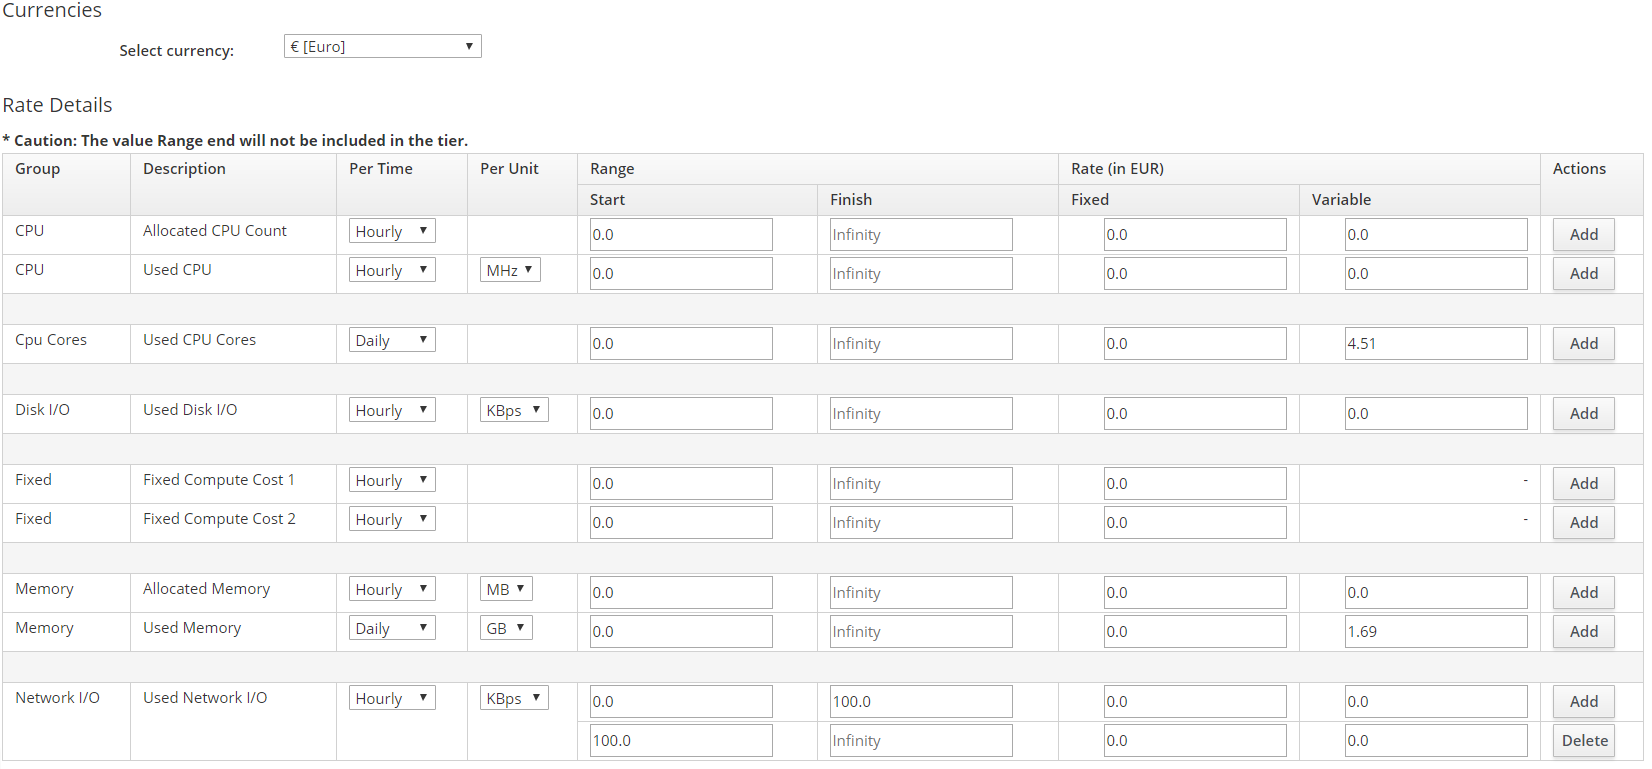 Currencies
Select currency: € [Euro]
Rate Details
* Caution: The value Range end will not be included in the tier.
Group Description Per Time Per Unit Range Rate (in EUR) Actions
Start Finish Fixed Variable
CPU Allocated CPU Count Hourly 0.0 Infinity 0.0 0.0 Add
CPU Used CPU Hourly MHz 0.0 Infinity 0.0 0.0 Add
Cpu Cores Used CPU Cores Daily 0.0 Infinity 0.0 4.51 Add
Disk I/O Used Disk I/O Hourly KBps 0.0 Infinity 0.0 0.0 Add
Fixed Fixed Compute Cost 1 Hourly 0.0 Infinity 0.0 - Add
Fixed Fixed Compute Cost 2 Hourly 0.0 Infinity 0.0 - Add
Memory Allocated Memory Hourly MB 0.0 Infinity 0.0 0.0 Add
Memory Used Memory Daily GB 0.0 Infinity 0.0 1.69 Add
Network I/O Used Network I/O Hourly KBps 0.0 100.0 0.0 0.0 Add
100.0 Infinity 0.0 0.0 Delete